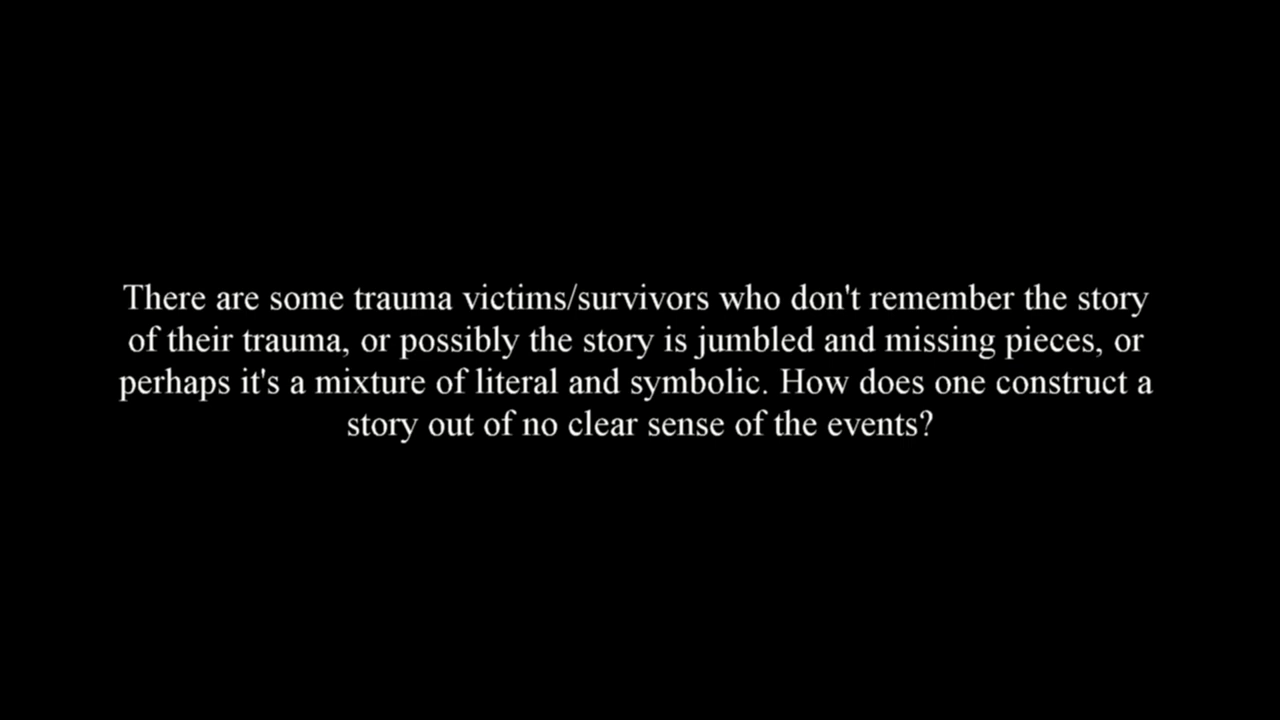 There are some trauma victims/survivors who don't remember the story
of their trauma, or possibly the story is jumbled and missing pieces, or
perhaps it's a mixture of literal and symbolic. How does one construct a
story out of no clear sense of the events?